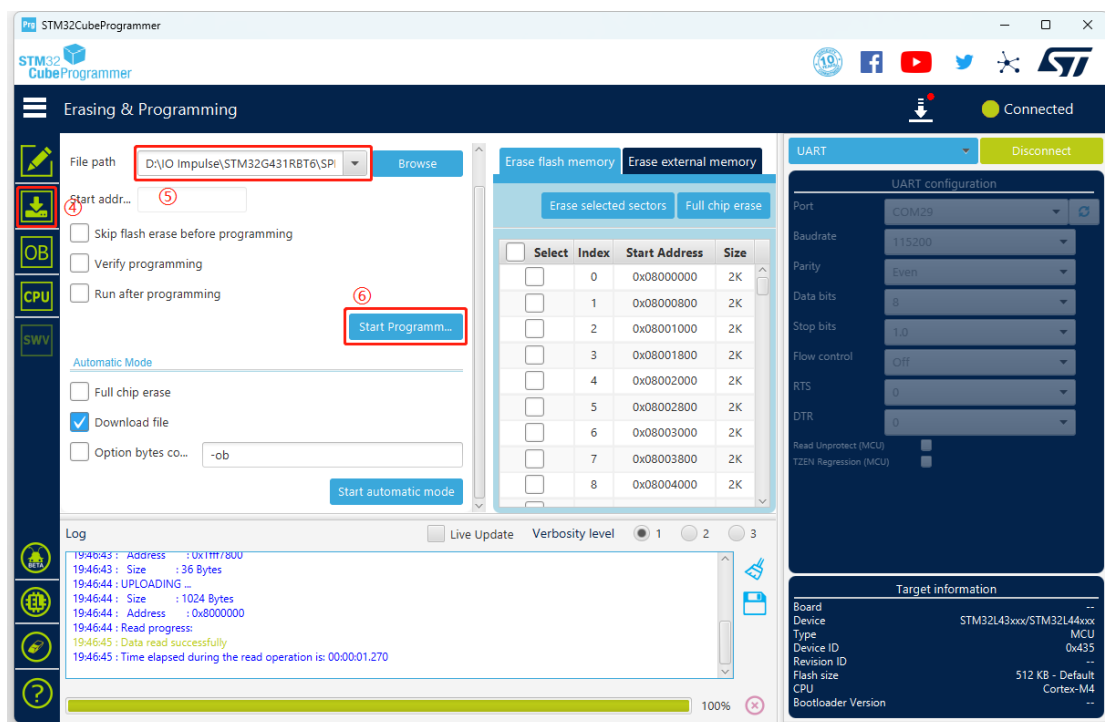 Prg STM32CubeProgrammer
STM32
CubeProgrammer
10
ST
Erasing & Programming
Connected
④
OB
CPU
SWV
BETA
File path D:\IO Impulse\STM32G431RBT6\SPI Browse
Start addr... ⑤
Skip flash erase before programming
Verify programming
Run after programming
⑥
Start Programm...
Automatic Mode
Full chip erase
Download file
Option bytes co... -ob
Start automatic mode
Erase flash memory Erase external memory
Erase selected sectors Full chip erase
Select Index Start Address Size
0 0x08000000 2K
1 0x08000800 2K
2 0x08001000 2K
3 0x08001800 2K
4 0x08002000 2K
5 0x08002800 2K
6 0x08003000 2K
7 0x08003800 2K
8 0x08004000 2K
Log Live Update Verbosity level 1 2 3
19:46:43 : Address : 0x1fff7800
19:46:43 : Size : 36 Bytes
19:46:44 : UPLOADING ...
19:46:44 : Size : 1024 Bytes
19:46:44 : Address : 0x8000000
19:46:44 : Read progress:
19:46:45 : Data read successfully
19:46:45 : Time elapsed during the read operation is: 00:00:01.270
100%
UART Disconnect
UART configuration
Port COM29
Baudrate 115200
Parity Even
Data bits 8
Stop bits 1.0
Flow control Off
RTS 0
DTR 0
Read Unprotect (MCU)
TZEN Regression (MCU)
Target information
Board --
Device STM32L43xxx/STM32L44xxx
Type MCU
Device ID 0x435
Revision ID --
Flash size 512 KB - Default
CPU Cortex-M4
Bootloader Version --